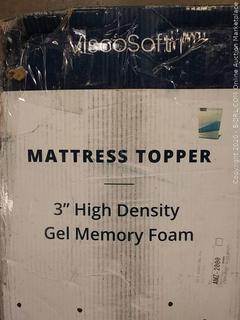 ViscoSoft
MATTRESS TOPPER
3” High Density
Gel Memory Foam